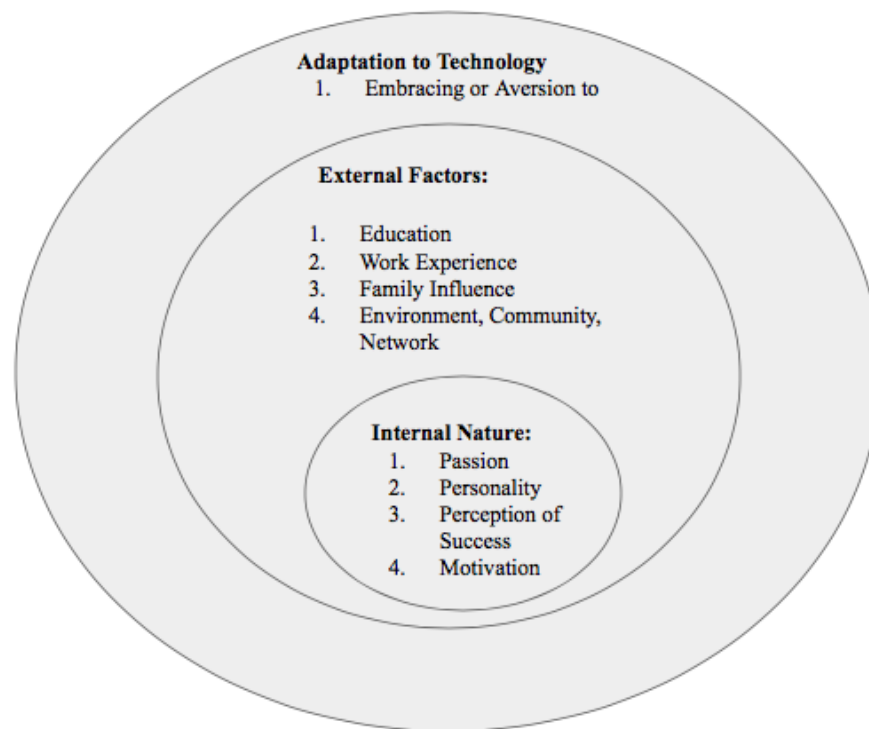 Adaptation to Technology
1. Embracing or Aversion to
External Factors:
1. Education
2. Work Experience
3. Family Influence
4. Environment, Community,
Network
Internal Nature:
1. Passion
2. Personality
3. Perception of
Success
4. Motivation